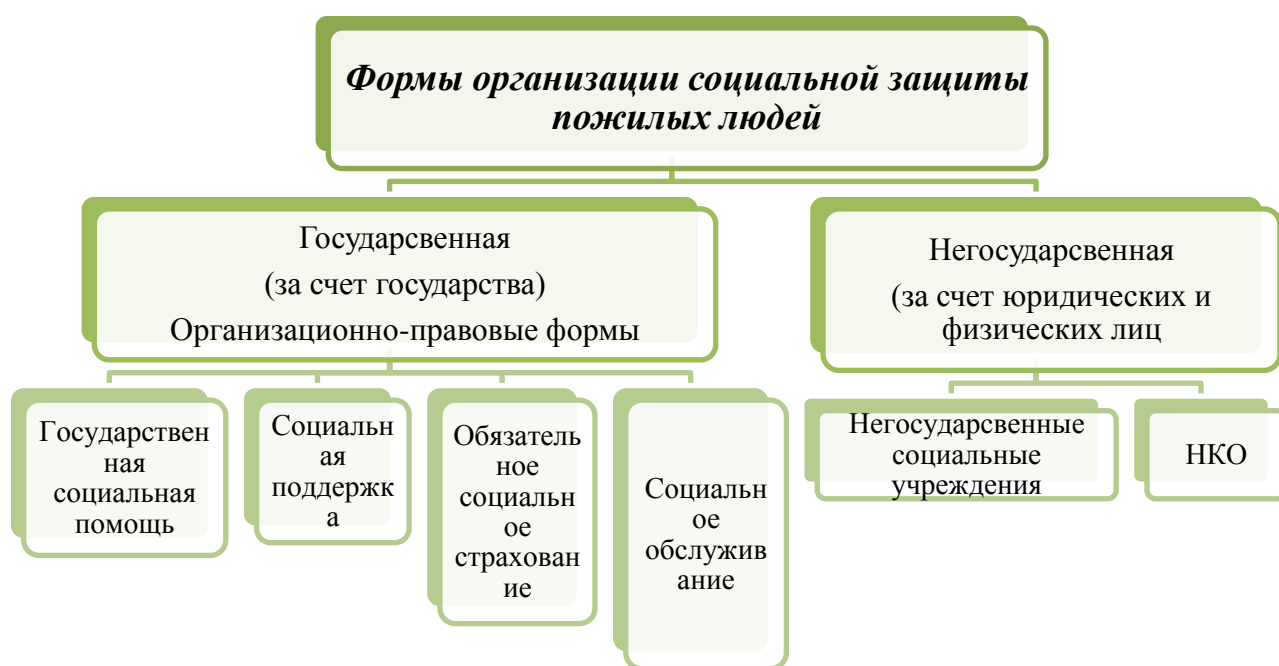 Формы организации социальной защиты
пожилых людей
Государсвенная
(за счет государства)
Организационно-правовые формы
Негосударсвенная
(за счет юридических и
физических лиц
Государствен
ная
социальная
помощь
Социальн
ая
поддержк
а
Обязатель
ное
социальн
ое
страхован
ие
Социальн
ое
обслужив
ание
Негосударсвенные
социальные
учреждения
НКО